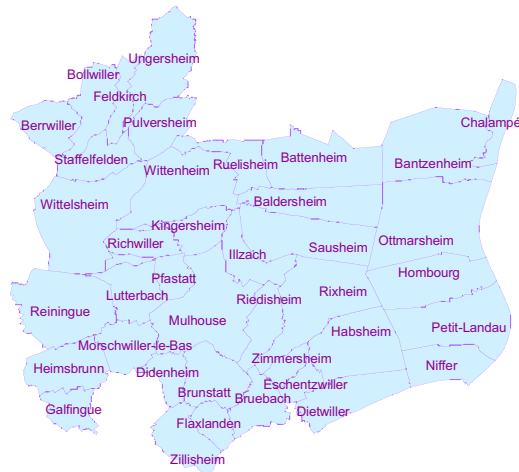 Ungersheim
Bollwiller
Feldkirch
Chalampé
Berrwiller
Pulversheim
Staffelfelden
Battenheim
Ruelisheim
Bantzenheim
Wittenheim
Wittelsheim
Baldersheim
Kingersheim
Richwiller
Illzach
Sausheim
Ottmarsheim
Hombourg
Pfastatt
Lutterbach
Riedisheim
Rixheim
Reiningue
Mulhouse
Habsheim
Petit-Landau
Morschwiller-le-Bas
Zimmersheim
Heimsbrunn
Didenheim
Niffer
Eschentzwiller
Brunstatt
Bruebach
Galfingue
Dietwiller
Flaxlanden
Zillisheim